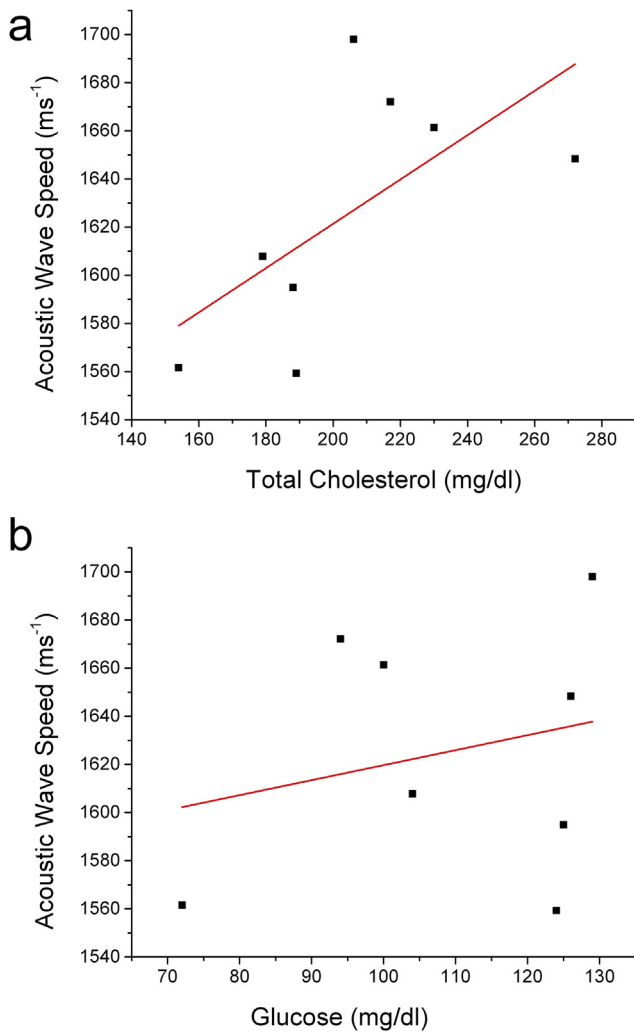 a
1700
1680
1660
1640
1620
1600
1580
1560
1540
140 160 180 200 220 240 260 280
Acoustic Wave Speed (ms⁻¹)
Total Cholesterol (mg/dl)
b
1700
1680
1660
1640
1620
1600
1580
1560
1540
70 80 90 100 110 120 130
Acoustic Wave Speed (ms⁻¹)
Glucose (mg/dl)